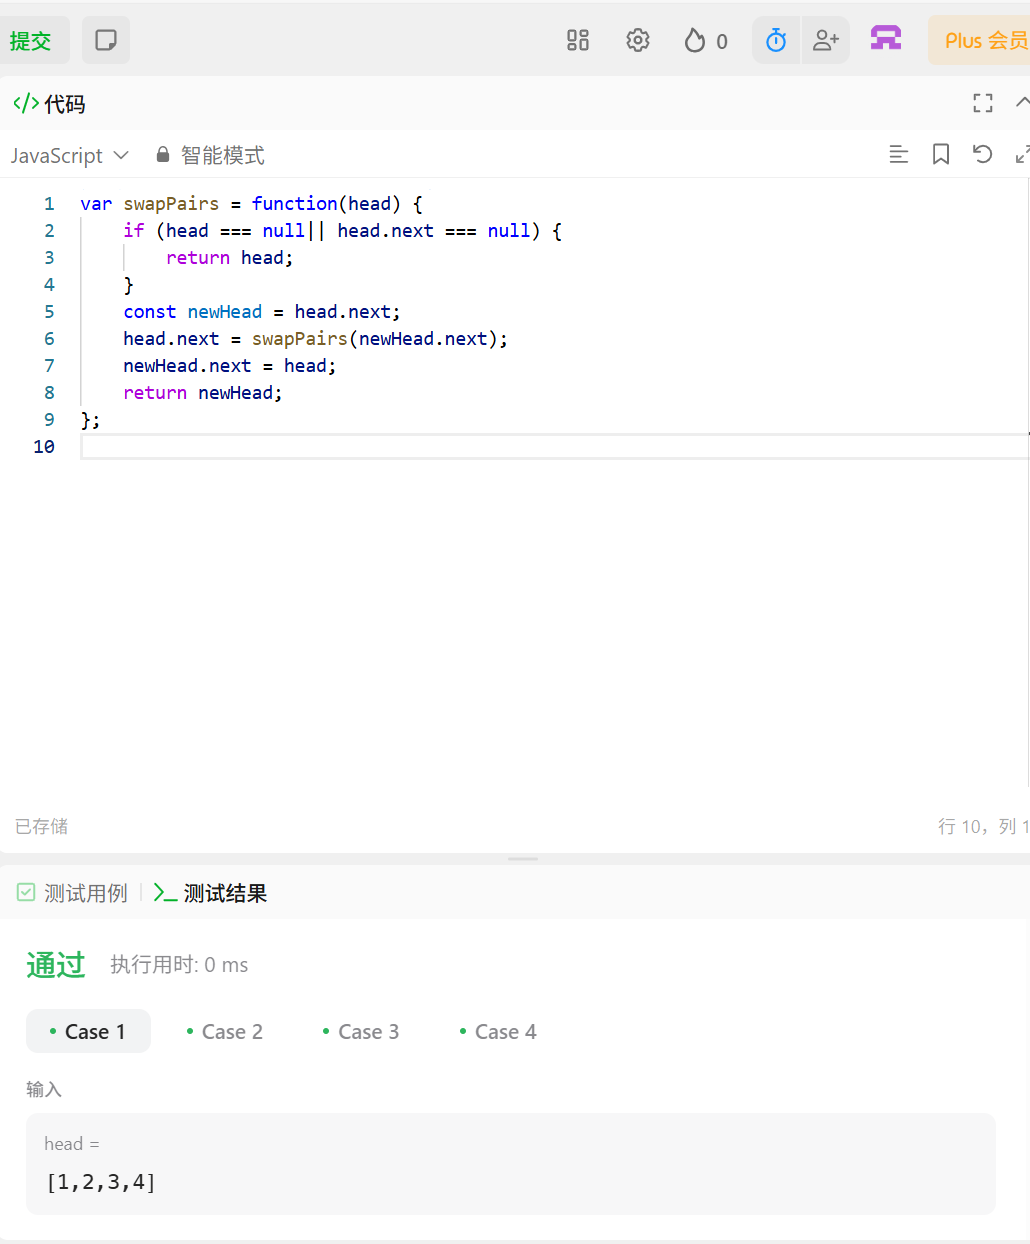 提交
0
Plus 会员
</> 代码
JavaScript
智能模式
1 var swapPairs = function(head) {
2     if (head === null|| head.next === null) {
3         return head;
4     }
5     const newHead = head.next;
6     head.next = swapPairs(newHead.next);
7     newHead.next = head;
8     return newHead;
9 };
10
已存储
行 10，列 1
测试用例
>_ 测试结果
通过 执行用时: 0 ms
• Case 1 • Case 2 • Case 3 • Case 4
输入
head =
[1,2,3,4]